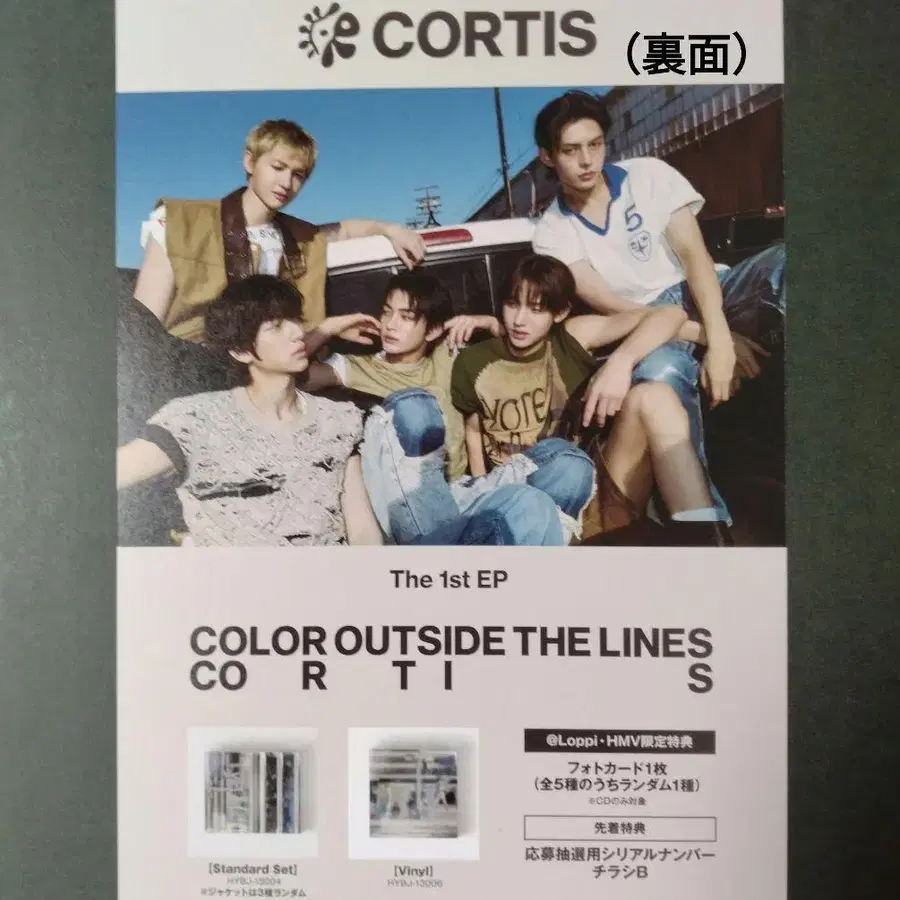 CORTIS
（裏面）
5
The 1st EP
COLOR OUTSIDE THE LINES
CO R T I S
@Loppi・HMV限定特典
フォトカード1枚
（全5種のうちランダム1種）
※CDのみ対象
先着特典
応募抽選用シリアルナンバー
チラシB
[Standard Set]
HYBJ-13004
※ジャケットは3種ランダム
[Vinyl]
HYBJ-13006